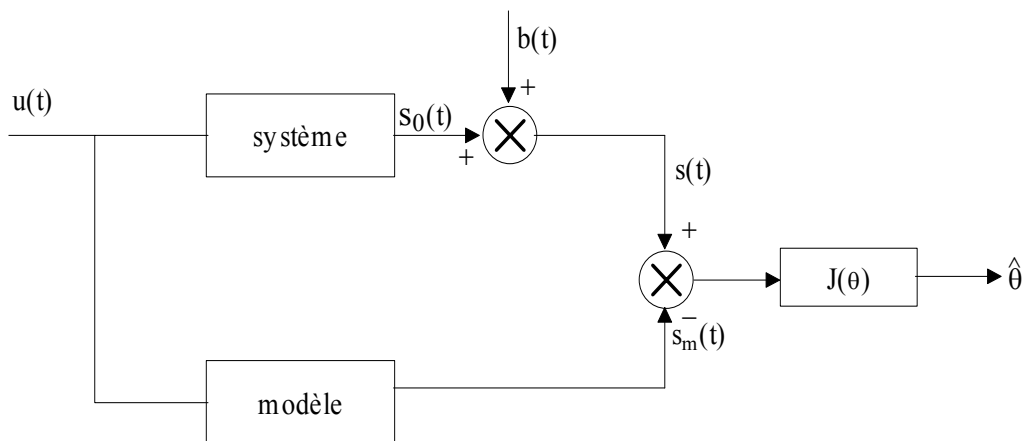 b(t)
+
u(t)
système
s₀(t)
+
s(t)
+
J(θ)
θ̂
−
sₘ(t)
modèle